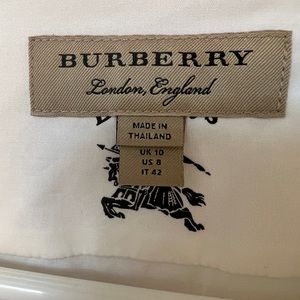 BURBERRY
London, England
MADE IN
THAILAND
UK 10
US 8
IT 42